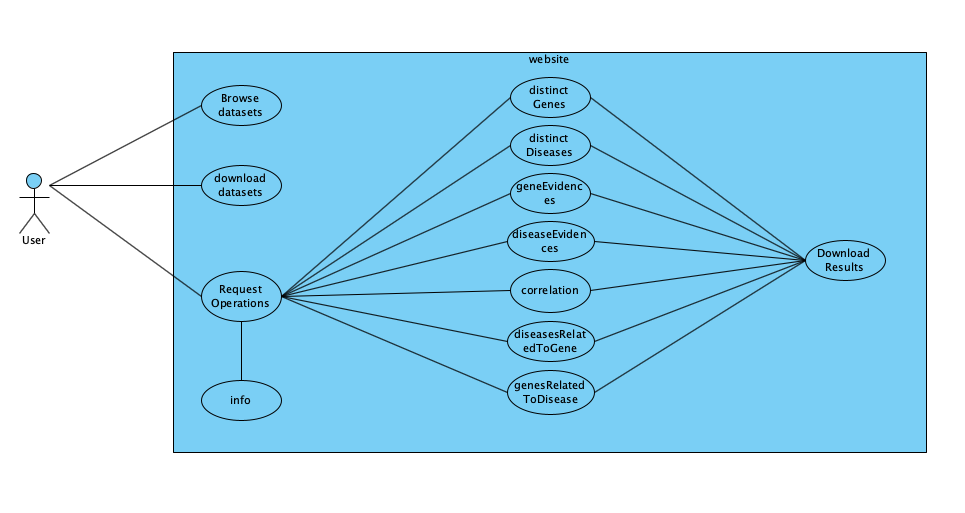 website
Browse
datasets
download
datasets
User
Request
Operations
info
distinct
Genes
distinct
Diseases
geneEvidenc
es
diseaseEviden
ces
correlation
diseasesRelat
edToGene
genesRelated
ToDisease
Download
Results